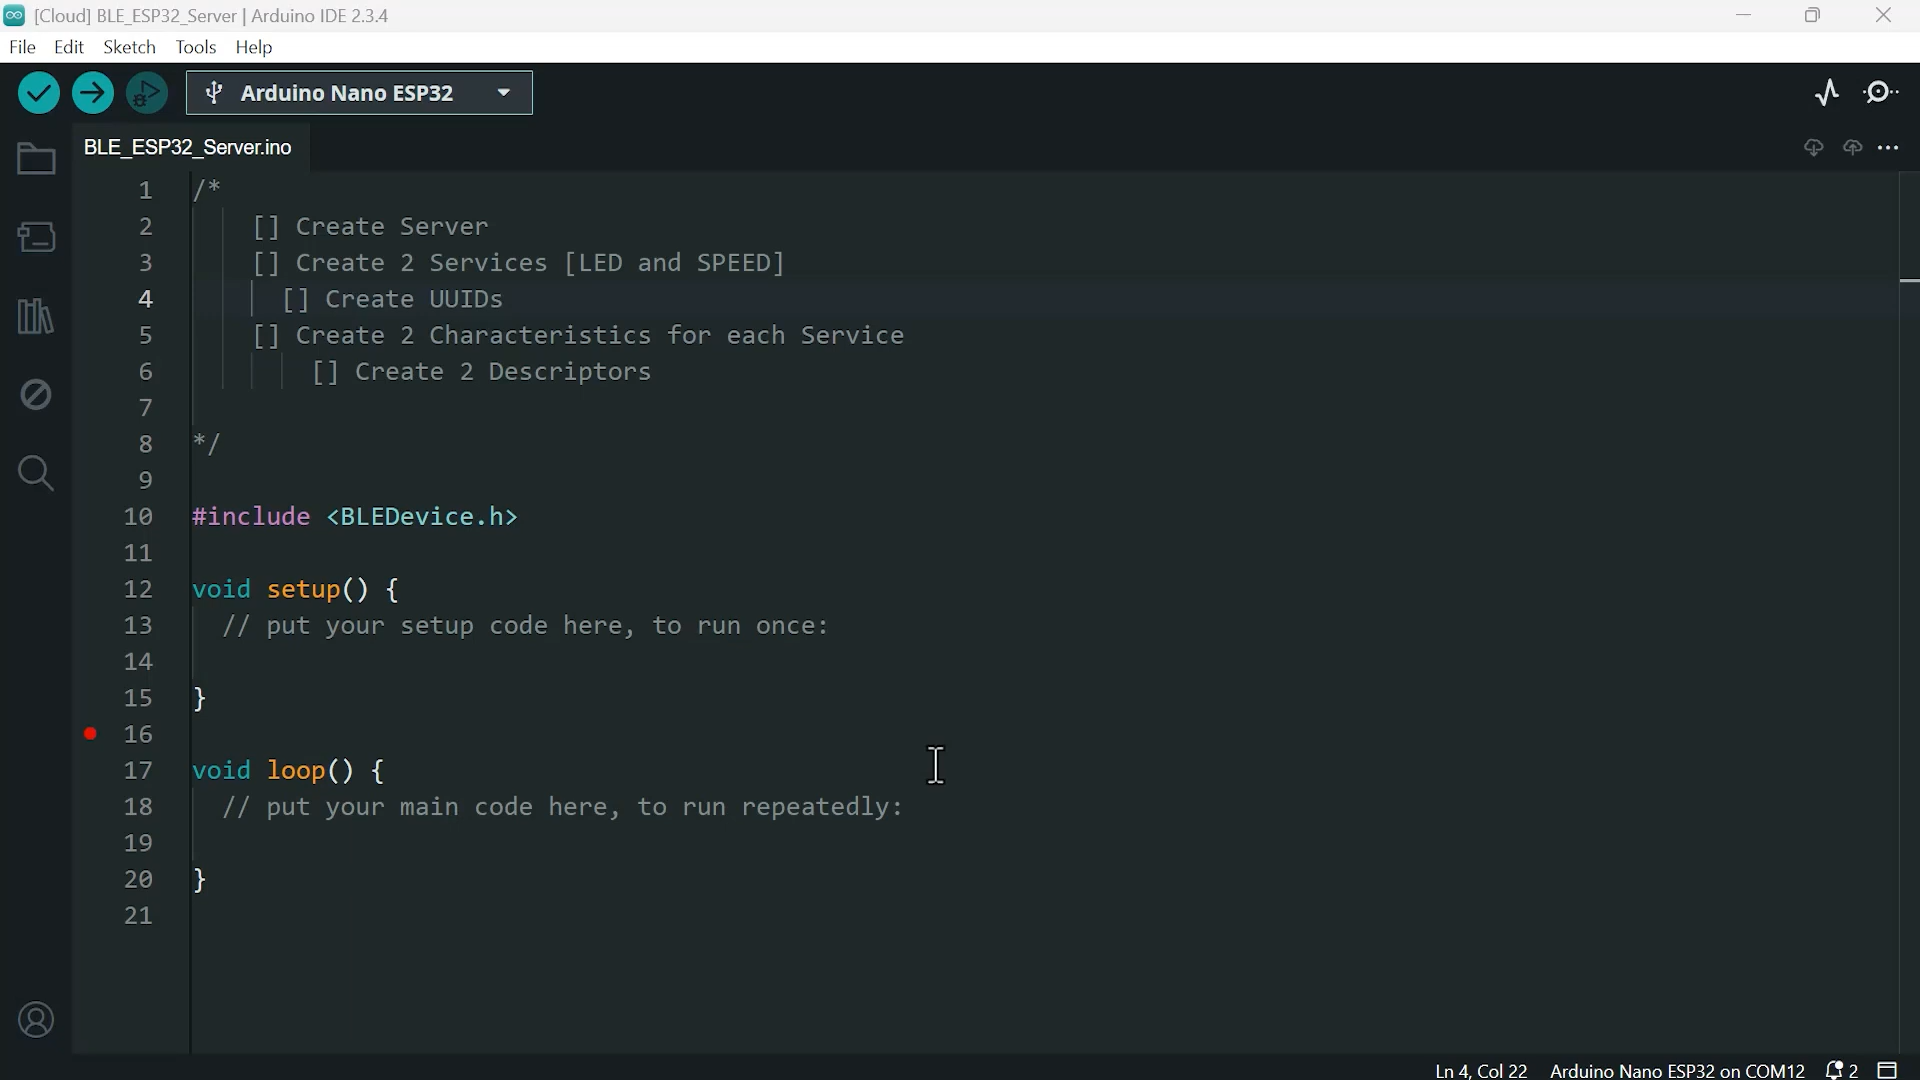 [Cloud] BLE_ESP32_Server | Arduino IDE 2.3.4
File Edit Sketch Tools Help
Arduino Nano ESP32
BLE_ESP32_Server.ino
1 /*
2 [] Create Server
3 [] Create 2 Services [LED and SPEED]
4 [] Create UUIDs
5 [] Create 2 Characteristics for each Service
6 [] Create 2 Descriptors
7
8 */
9
10 #include <BLEDevice.h>
11
12 void setup() {
13 // put your setup code here, to run once:
14
15 }
16
17 void loop() {
18 // put your main code here, to run repeatedly:
19
20 }
21
Ln 4, Col 22 Arduino Nano ESP32 on COM12 2